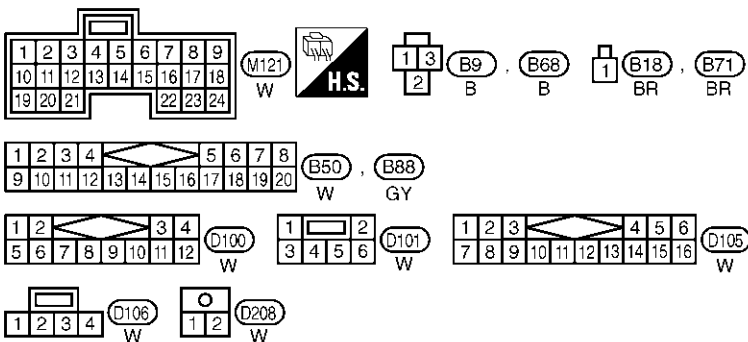 1 2 3 4 5 6 7 8 9
10 11 12 13 14 15 16 17 18
19 20 21 22 23 24
M121
W
H.S.
1 3
2
B9 , B68
B B
1
B18 , B71
BR BR
1 2 3 4 5 6 7 8
9 10 11 12 13 14 15 16 17 18 19 20
B50 , B88
W GY
1 2 3 4
5 6 7 8 9 10 11 12
D100
W
1 2
3 4 5 6
D101
W
1 2 3 4 5 6
7 8 9 10 11 12 13 14 15 16
D105
W
1 2 3 4
D106
W
1 2
D208
W